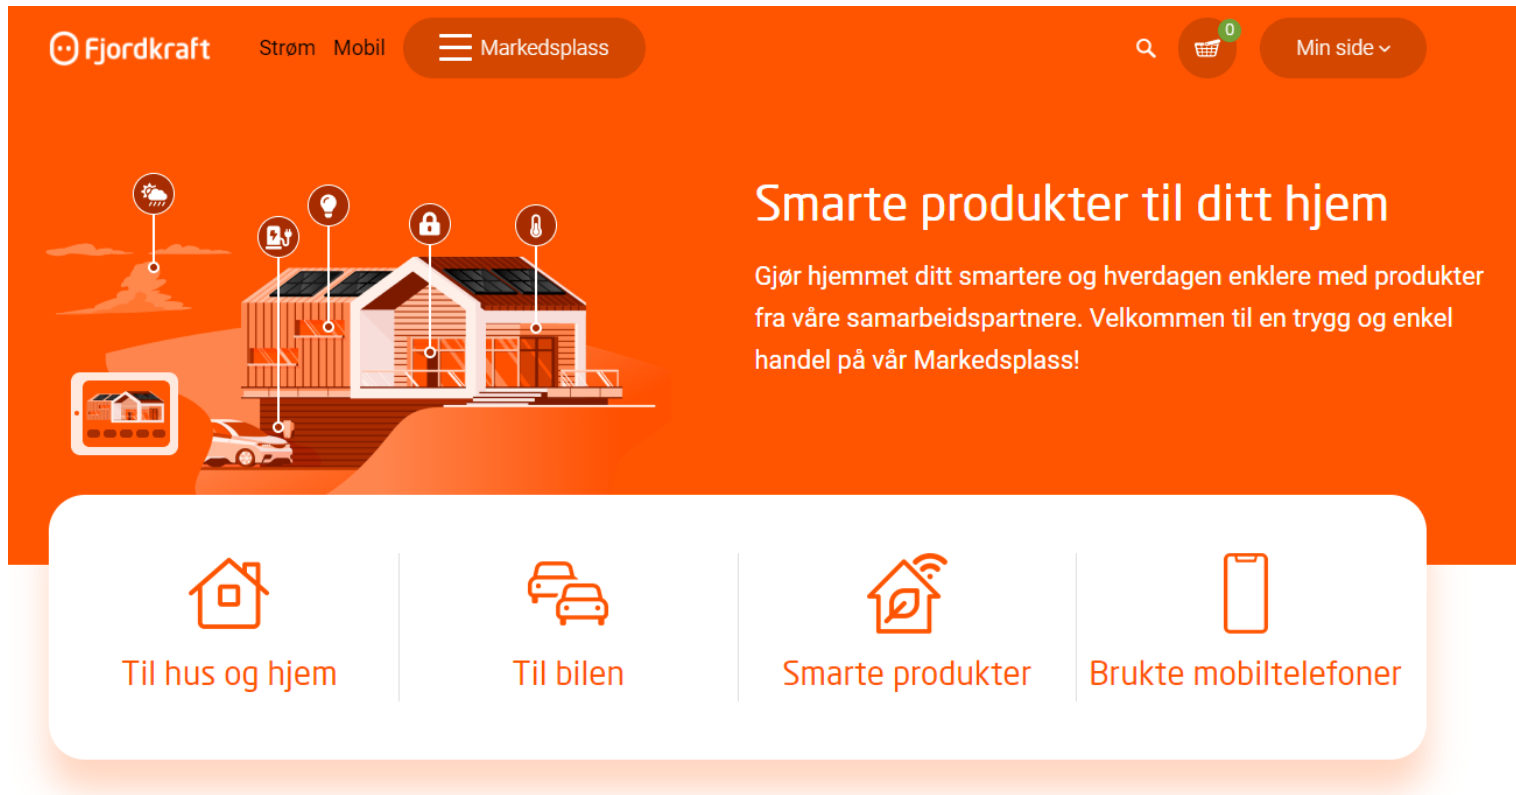 Fjordkraft Strøm Mobil Markedsplass 0 Min side
Smarte produkter til ditt hjem
Gjør hjemmet ditt smartere og hverdagen enklere med produkter
fra våre samarbeidspartnere. Velkommen til en trygg og enkel
handel på vår Markedsplass!
Til hus og hjem
Til bilen
Smarte produkter
Brukte mobiltelefoner